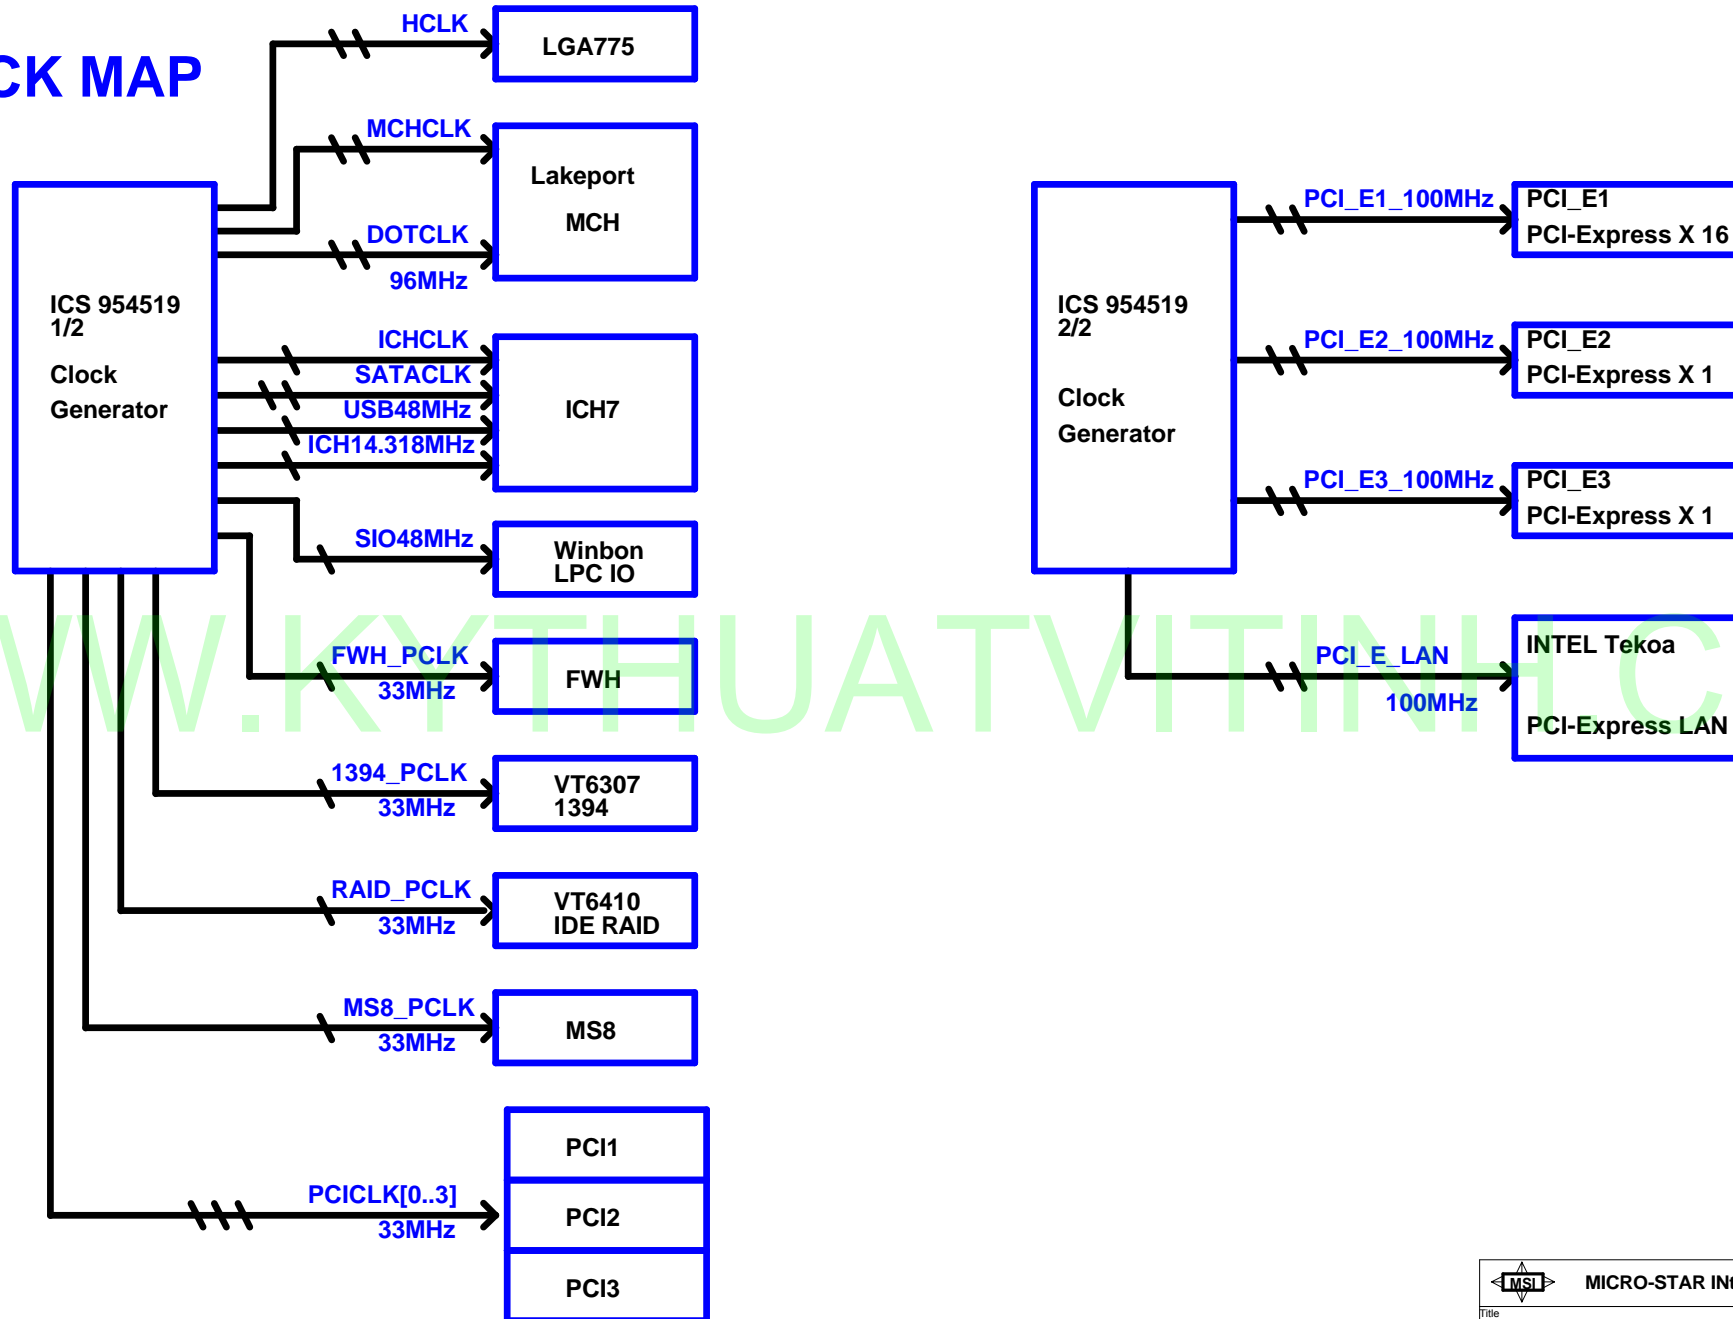 CK MAP
HCLK
LGA775
MCHCLK
Lakeport
MCH
DOTCLK
96MHz
ICS 954519
1/2
Clock
Generator
ICHCLK
SATACLK
USB48MHz
ICH14.318MHz
ICH7
SIO48MHz
Winbon
LPC IO
FWH_PCLK
33MHz
FWH
1394_PCLK
33MHz
VT6307
1394
RAID_PCLK
33MHz
VT6410
IDE RAID
MS8_PCLK
33MHz
MS8
PCICLK[0..3]
33MHz
PCI1
PCI2
PCI3
ICS 954519
2/2
Clock
Generator
PCI_E1_100MHz
PCI_E1
PCI-Express X 16
PCI_E2_100MHz
PCI_E2
PCI-Express X 1
PCI_E3_100MHz
PCI_E3
PCI-Express X 1
PCI_E_LAN
100MHz
INTEL Tekoa
PCI-Express LAN
WW.KYTHUATVITINH.C
MSI
MICRO-STAR INt
Title